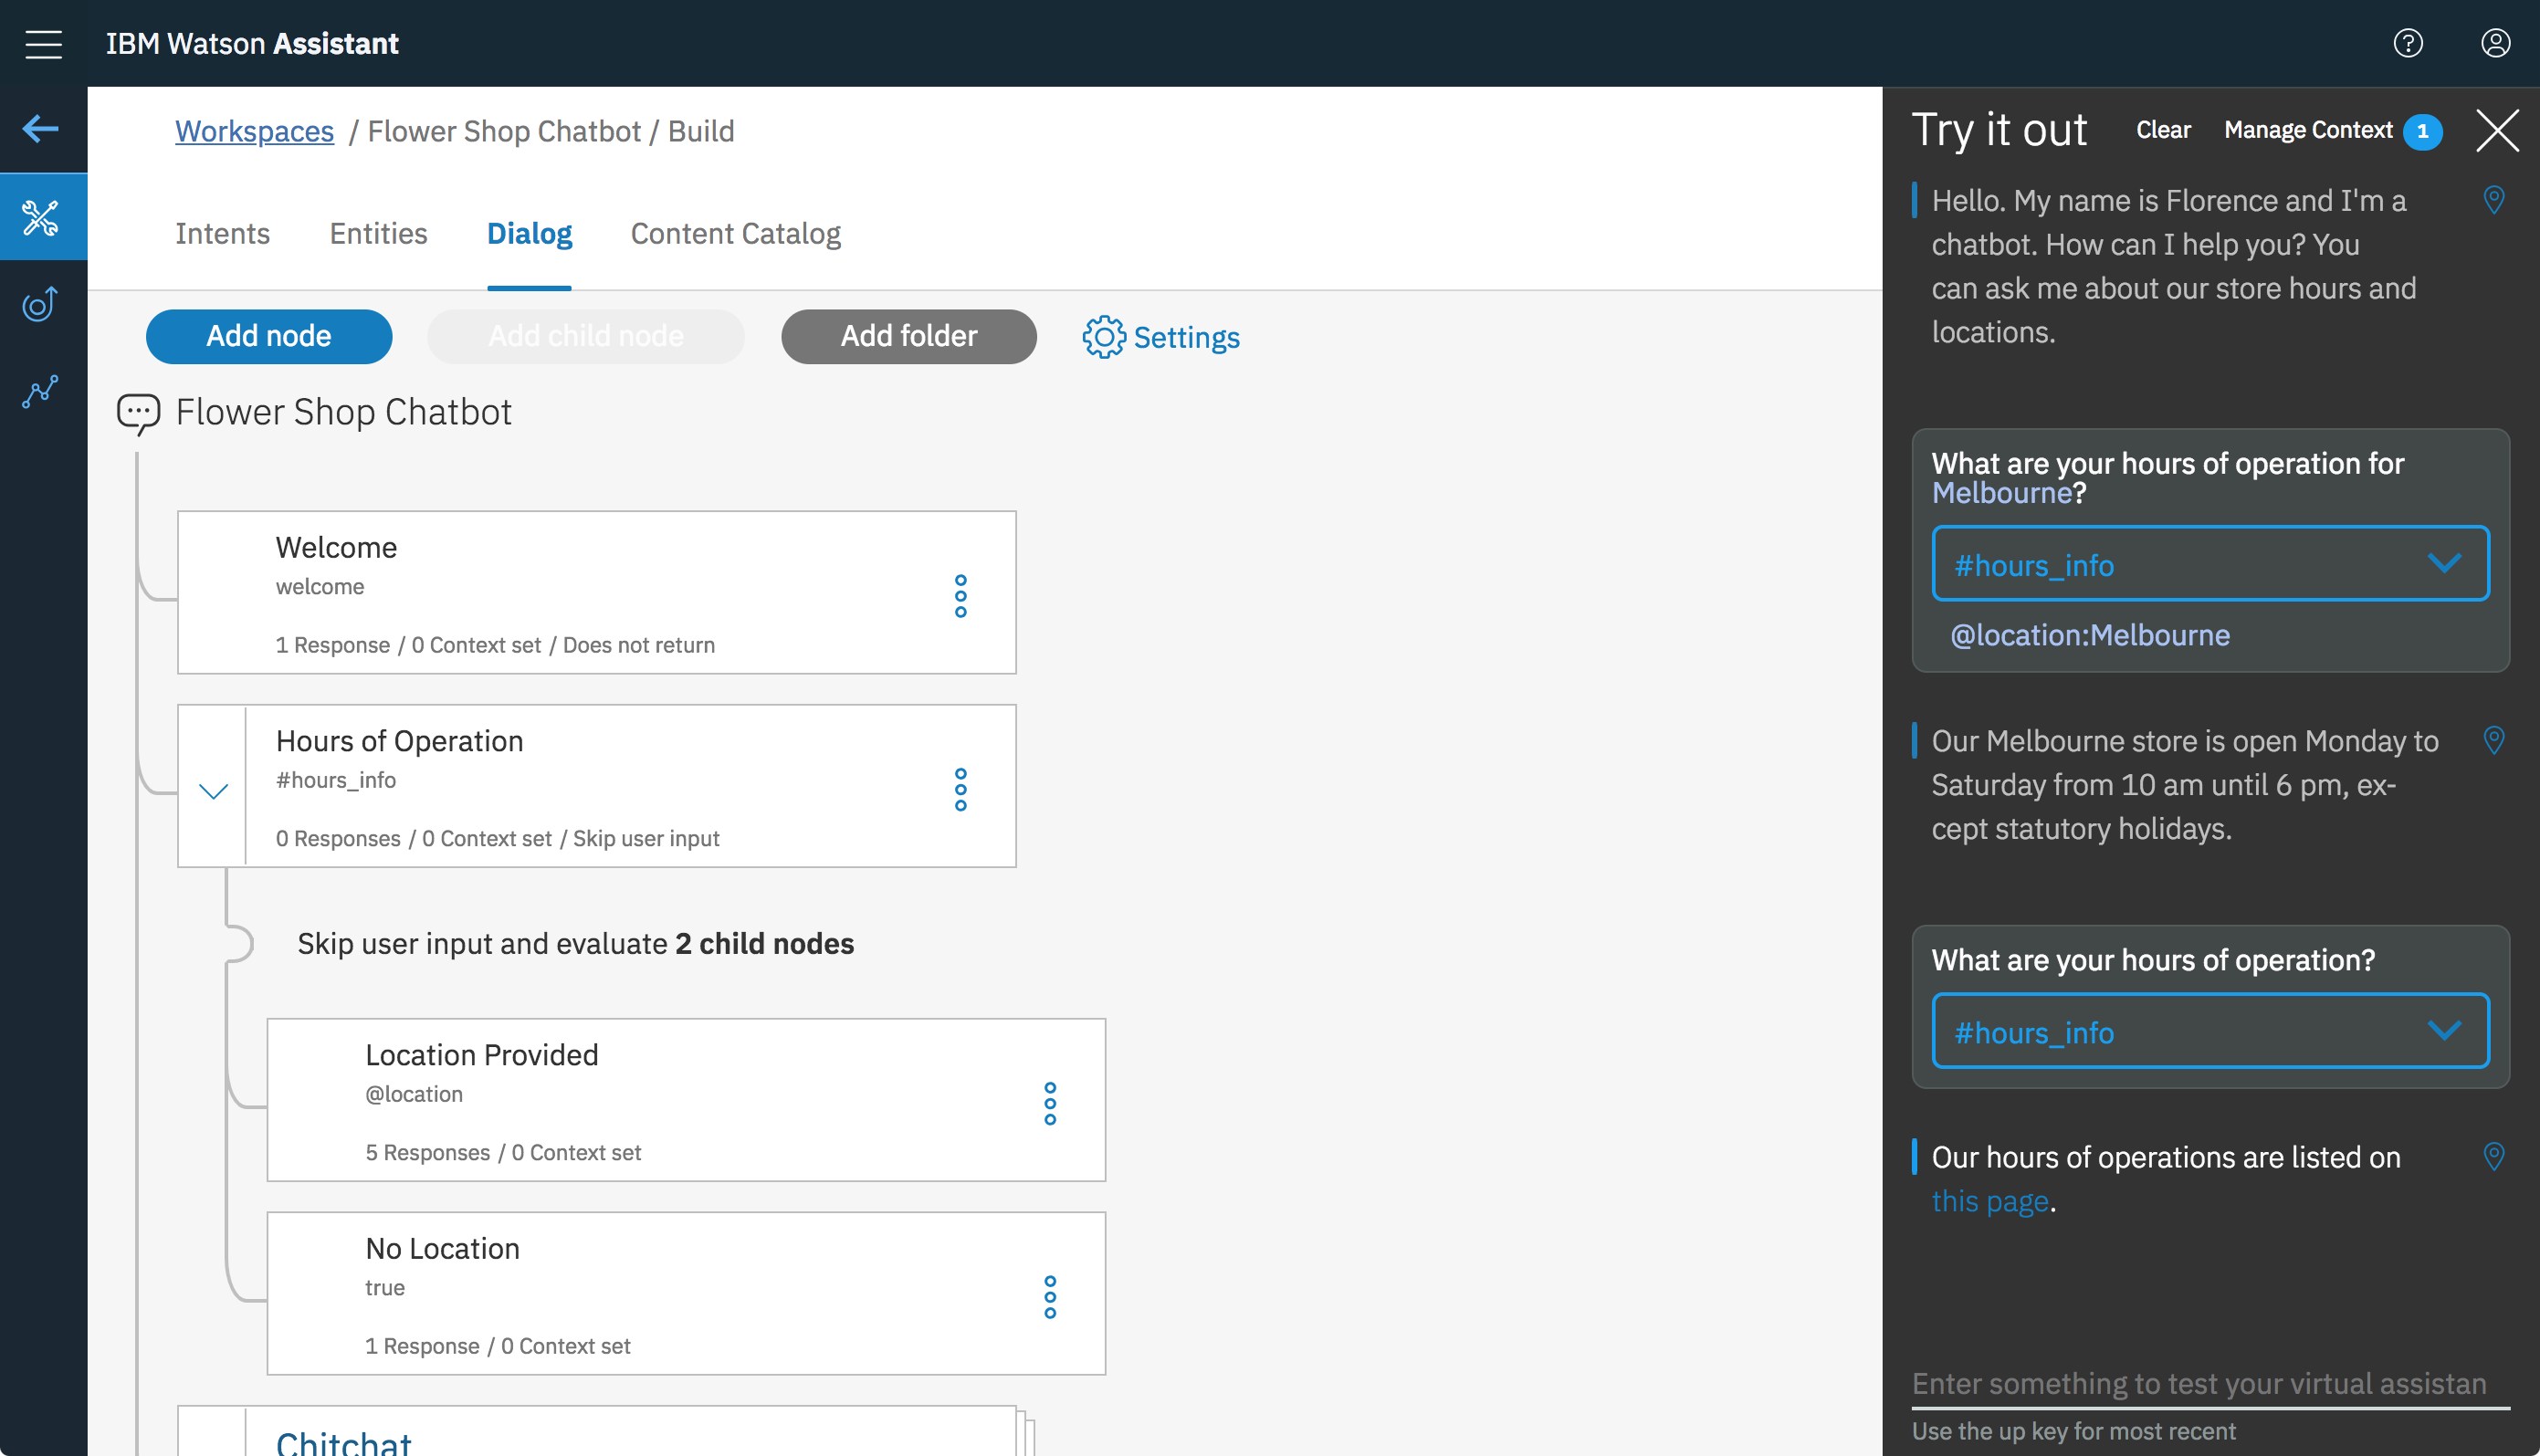 IBM Watson Assistant
Workspaces / Flower Shop Chatbot / Build
Intents Entities Dialog Content Catalog
Add node Add child node Add folder Settings
Flower Shop Chatbot
Welcome
welcome
1 Response / 0 Context set / Does not return
Hours of Operation
#hours_info
0 Responses / 0 Context set / Skip user input
Skip user input and evaluate 2 child nodes
Location Provided
@location
5 Responses / 0 Context set
No Location
true
1 Response / 0 Context set
Chitchat
Try it out Clear Manage Context 1
Hello. My name is Florence and I'm a
chatbot. How can I help you? You
can ask me about our store hours and
locations.
What are your hours of operation for
Melbourne?
#hours_info
@location:Melbourne
Our Melbourne store is open Monday to
Saturday from 10 am until 6 pm, ex-
cept statutory holidays.
What are your hours of operation?
#hours_info
Our hours of operations are listed on
this page.
Enter something to test your virtual assistan
Use the up key for most recent